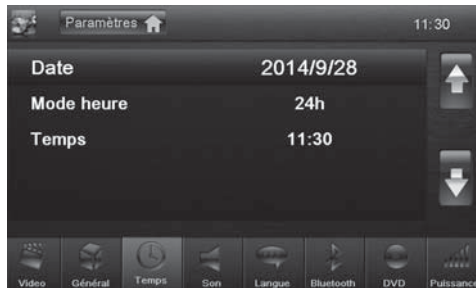 Paramètres 11:30
Date 2014/9/28
Mode heure 24h
Temps 11:30
Video Général Temps Son Langue Bluetooth DVD Puissance